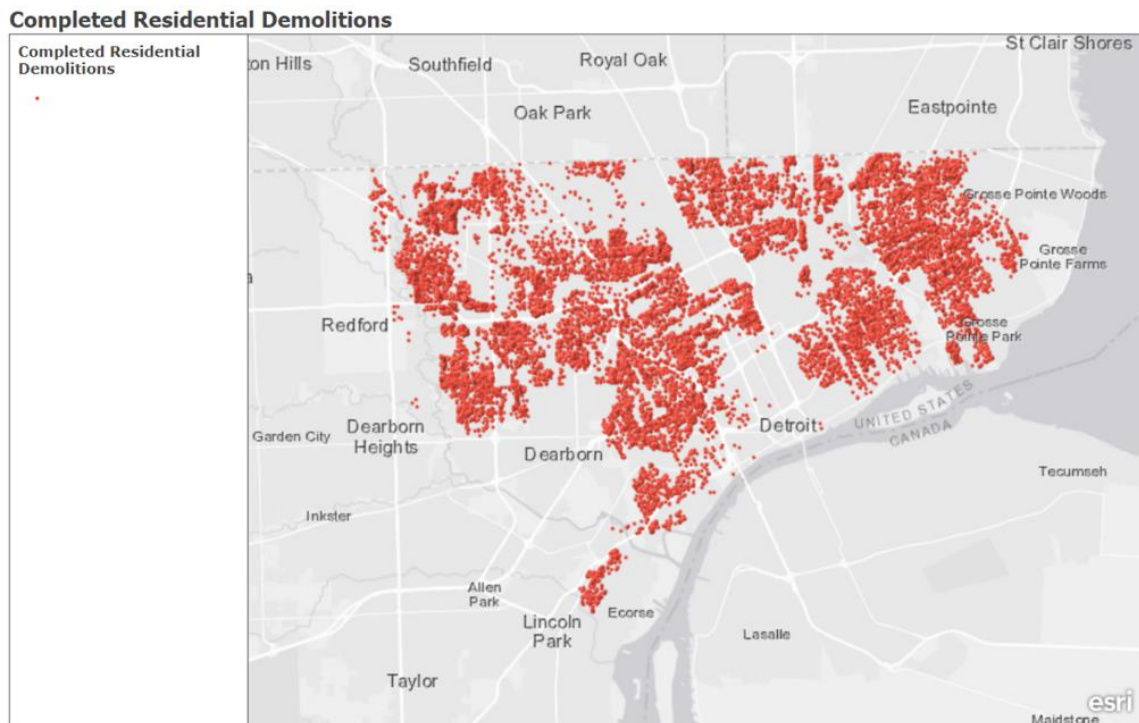 Completed Residential Demolitions
Completed Residential
Demolitions
St Clair Shores
ton Hills
Southfield
Royal Oak
Eastpointe
Oak Park
Grosse Pointe Woods
Grosse
Pointe Farms
a
Redford
Grosse
Pointe Park
UNITED STATES
CANADA
Garden City
Dearborn
Heights
Detroit
Dearborn
Tecumseh
Inkster
Allen
Park
Ecorse
Lincoln
Park
Lasalle
Taylor
esri
Maidstone